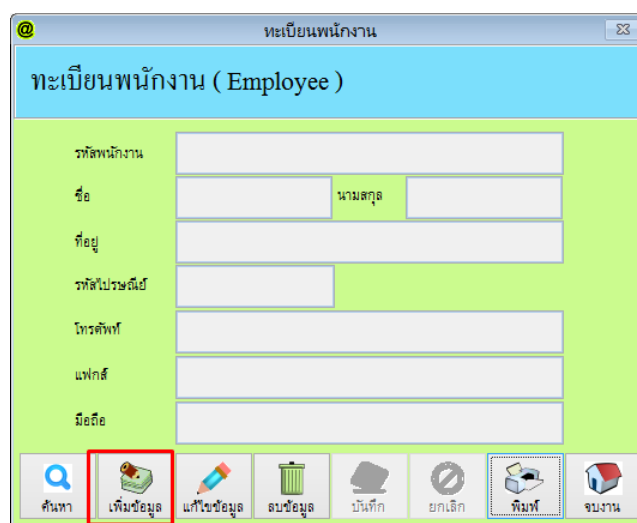 @ ทะเบียนพนักงาน
ทะเบียนพนักงาน ( Employee )
รหัสพนักงาน
ชื่อ นามสกุล
ที่อยู่
รหัสไปรษณีย์
โทรศัพท์
แฟกส์
มือถือ
ค้นหา เพิ่มข้อมูล แก้ไขข้อมูล ลบข้อมูล บันทึก ยกเลิก พิมพ์ จบงาน